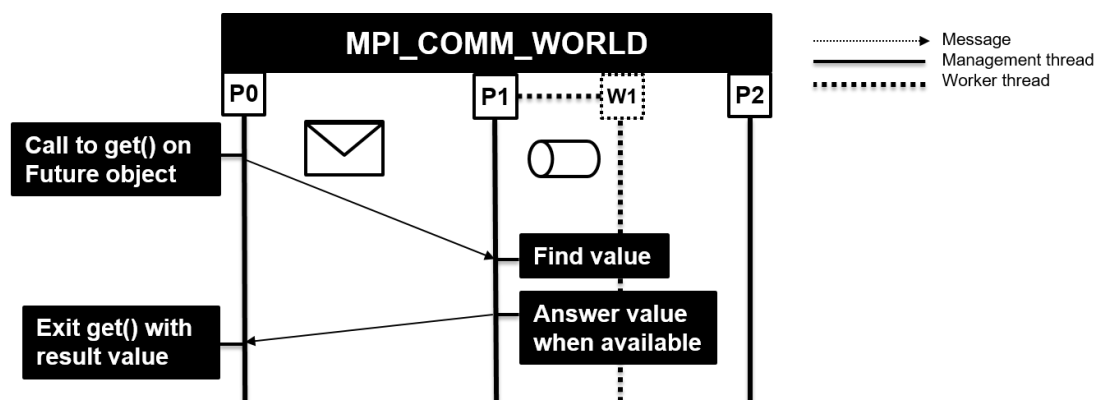 MPI_COMM_WORLD
Message
Management thread
Worker thread
P0
P1
W1
P2
Call to get() on
Future object
Find value
Answer value
when available
Exit get() with
result value